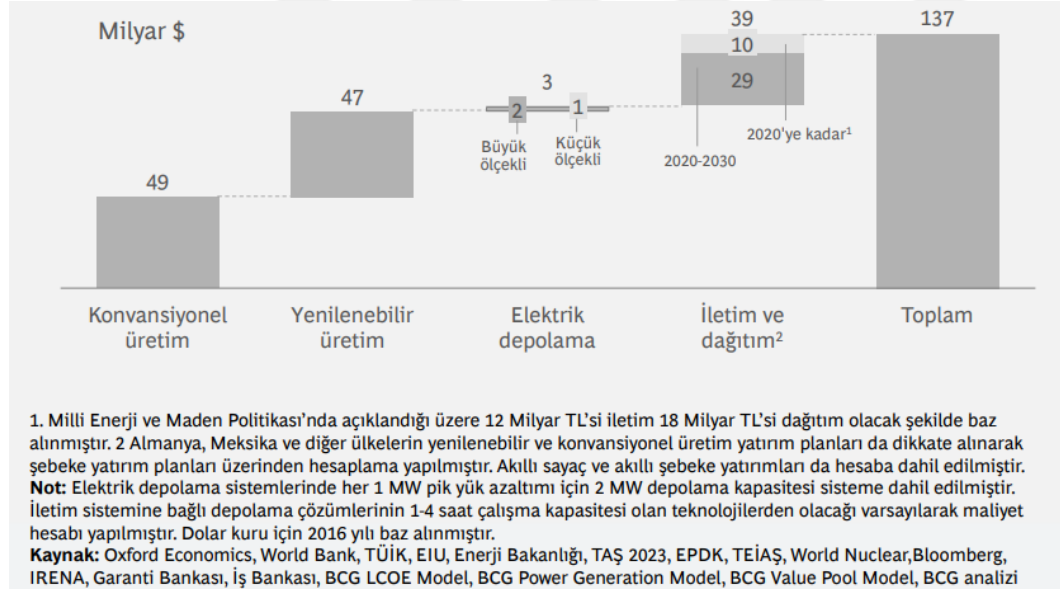 Milyar $
49
47
3
2
1
Büyük
ölçekli
Küçük
ölçekli
39
10
29
2020'ye kadar¹
2020-2030
137
Konvansiyonel
üretim
Yenilenebilir
üretim
Elektrik
depolama
İletim ve
dağıtım²
Toplam
1. Milli Enerji ve Maden Politikası’nda açıklandığı üzere 12 Milyar TL’si iletim 18 Milyar TL’si dağıtım olacak şekilde baz
alınmıştır. 2 Almanya, Meksika ve diğer ülkelerin yenilenebilir ve konvansiyonel üretim yatırım planları da dikkate alınarak
şebeke yatırım planları üzerinden hesaplama yapılmıştır. Akıllı sayaç ve akıllı şebeke yatırımları da hesaba dahil edilmiştir.
Not: Elektrik depolama sistemlerinde her 1 MW pik yük azaltımı için 2 MW depolama kapasitesi sisteme dahil edilmiştir.
İletim sistemine bağlı depolama çözümlerinin 1-4 saat çalışma kapasitesi olan teknolojilerden olacağı varsayılarak maliyet
hesabı yapılmıştır. Dolar kuru için 2016 yılı baz alınmıştır.
Kaynak: Oxford Economics, World Bank, TÜİK, EIU, Enerji Bakanlığı, TAŞ 2023, EPDK, TEİAŞ, World Nuclear,Bloomberg,
IRENA, Garanti Bankası, İş Bankası, BCG LCOE Model, BCG Power Generation Model, BCG Value Pool Model, BCG analizi